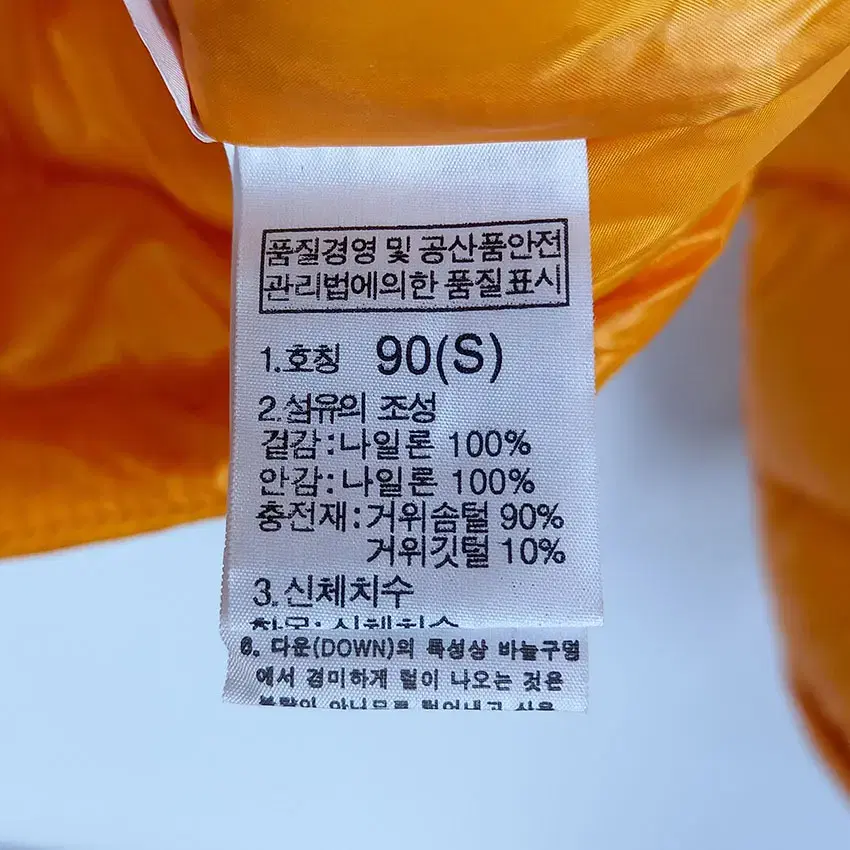 품질경영 및 공산품안전
관리법에의한 품질표시
1.호칭 90(S)
2.섬유의 조성
겉감:나일론 100%
안감:나일론 100%
충전재:거위솜털 90%
거위깃털 10%
3.신체치수
6. 다운(DOWN)의 특성상 바늘구멍
에서 경미하게 털이 나오는 것은